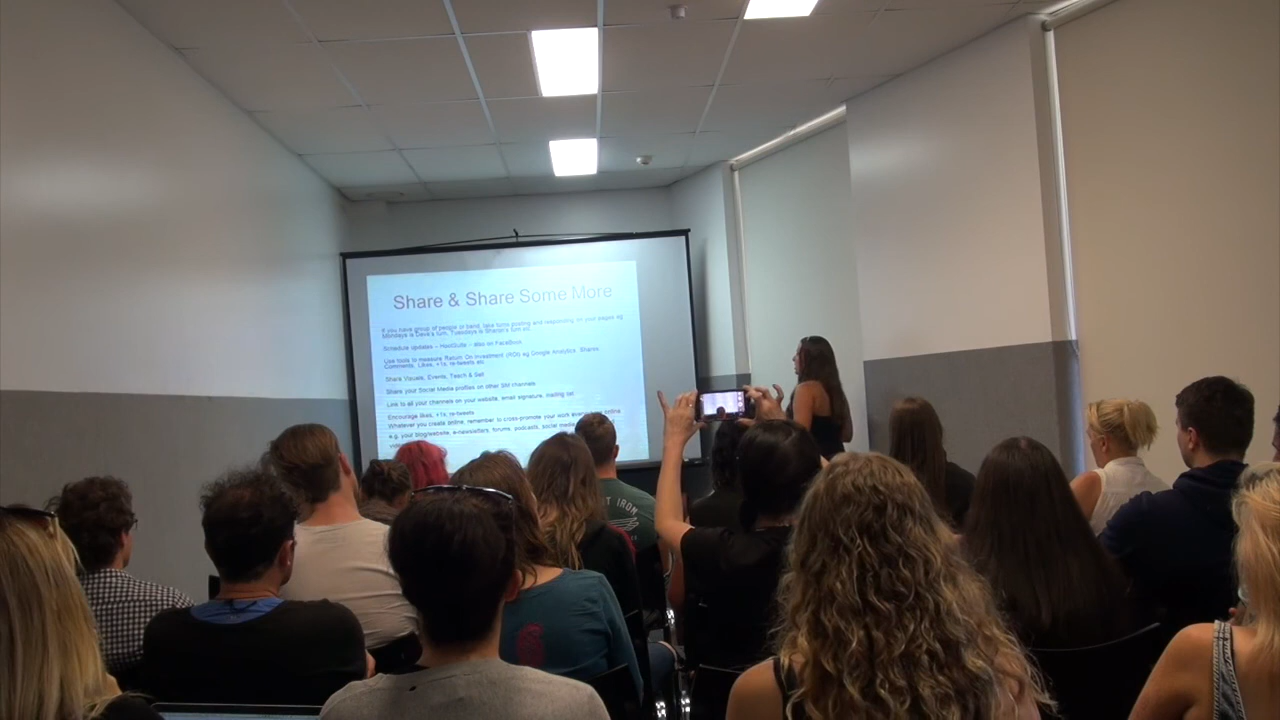 Share & Share Some More
If you have group of people or band, take turns posting and responding on your pages eg
Mondays is Dave's turn, Tuesdays is Sharon's turn etc
Schedule updates – HootSuite – also on FaceBook
Use tools to measure Return On Investment (ROI) eg Google Analytics, Shares
Comments, Likes, +1s, re-tweets etc
Share Visuals, Events, Teach & Sell
Share your Social Media profiles on other SM channels
Link to all your channels on your website, email signature, mailing list
Encourage likes, +1s, re-tweets
Whatever you create online, remember to cross-promote your work everywhere online
e.g. your blog/website, e-newsletters, forums, podcasts, social media
IRON